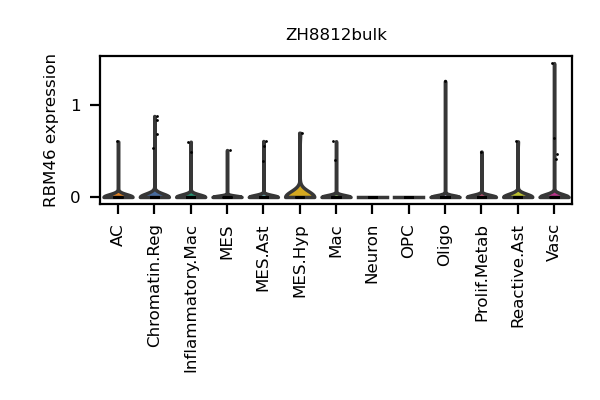 ZH8812bulk
RBM46 expression
1
0
AC
Chromatin.Reg
Inflammatory.Mac
MES
MES.Ast
MES.Hyp
Mac
Neuron
OPC
Oligo
Prolif.Metab
Reactive.Ast
Vasc